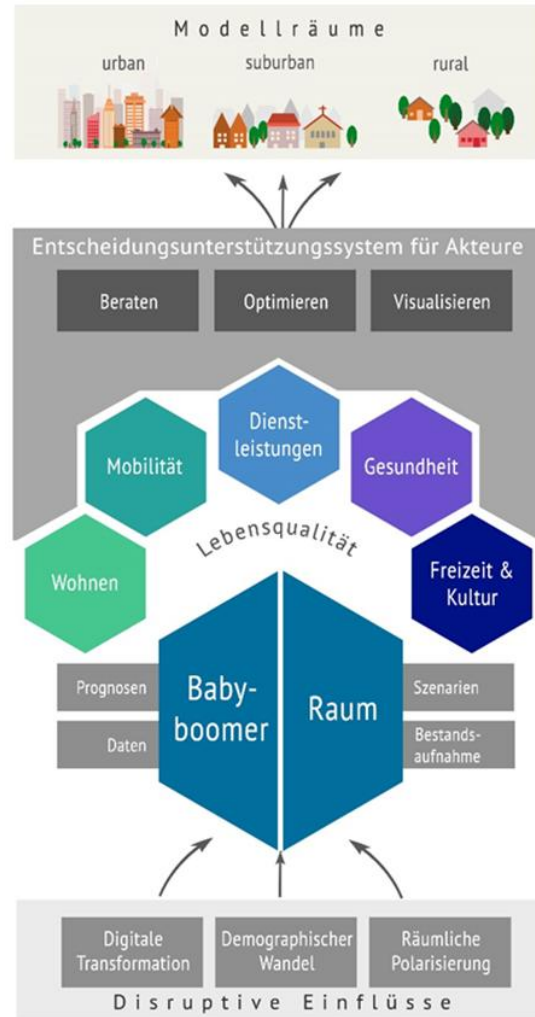 Modellräume
urban
suburban
rural
Entscheidungsunterstützungssystem für Akteure
Beraten
Optimieren
Visualisieren
Dienst-
leistungen
Mobilität
Gesundheit
Lebensqualität
Wohnen
Freizeit &
Kultur
Baby-
boomer
Raum
Prognosen
Daten
Szenarien
Bestands-
aufnahme
Digitale
Transformation
Demographischer
Wandel
Räumliche
Polarisierung
Disruptive Einflüsse